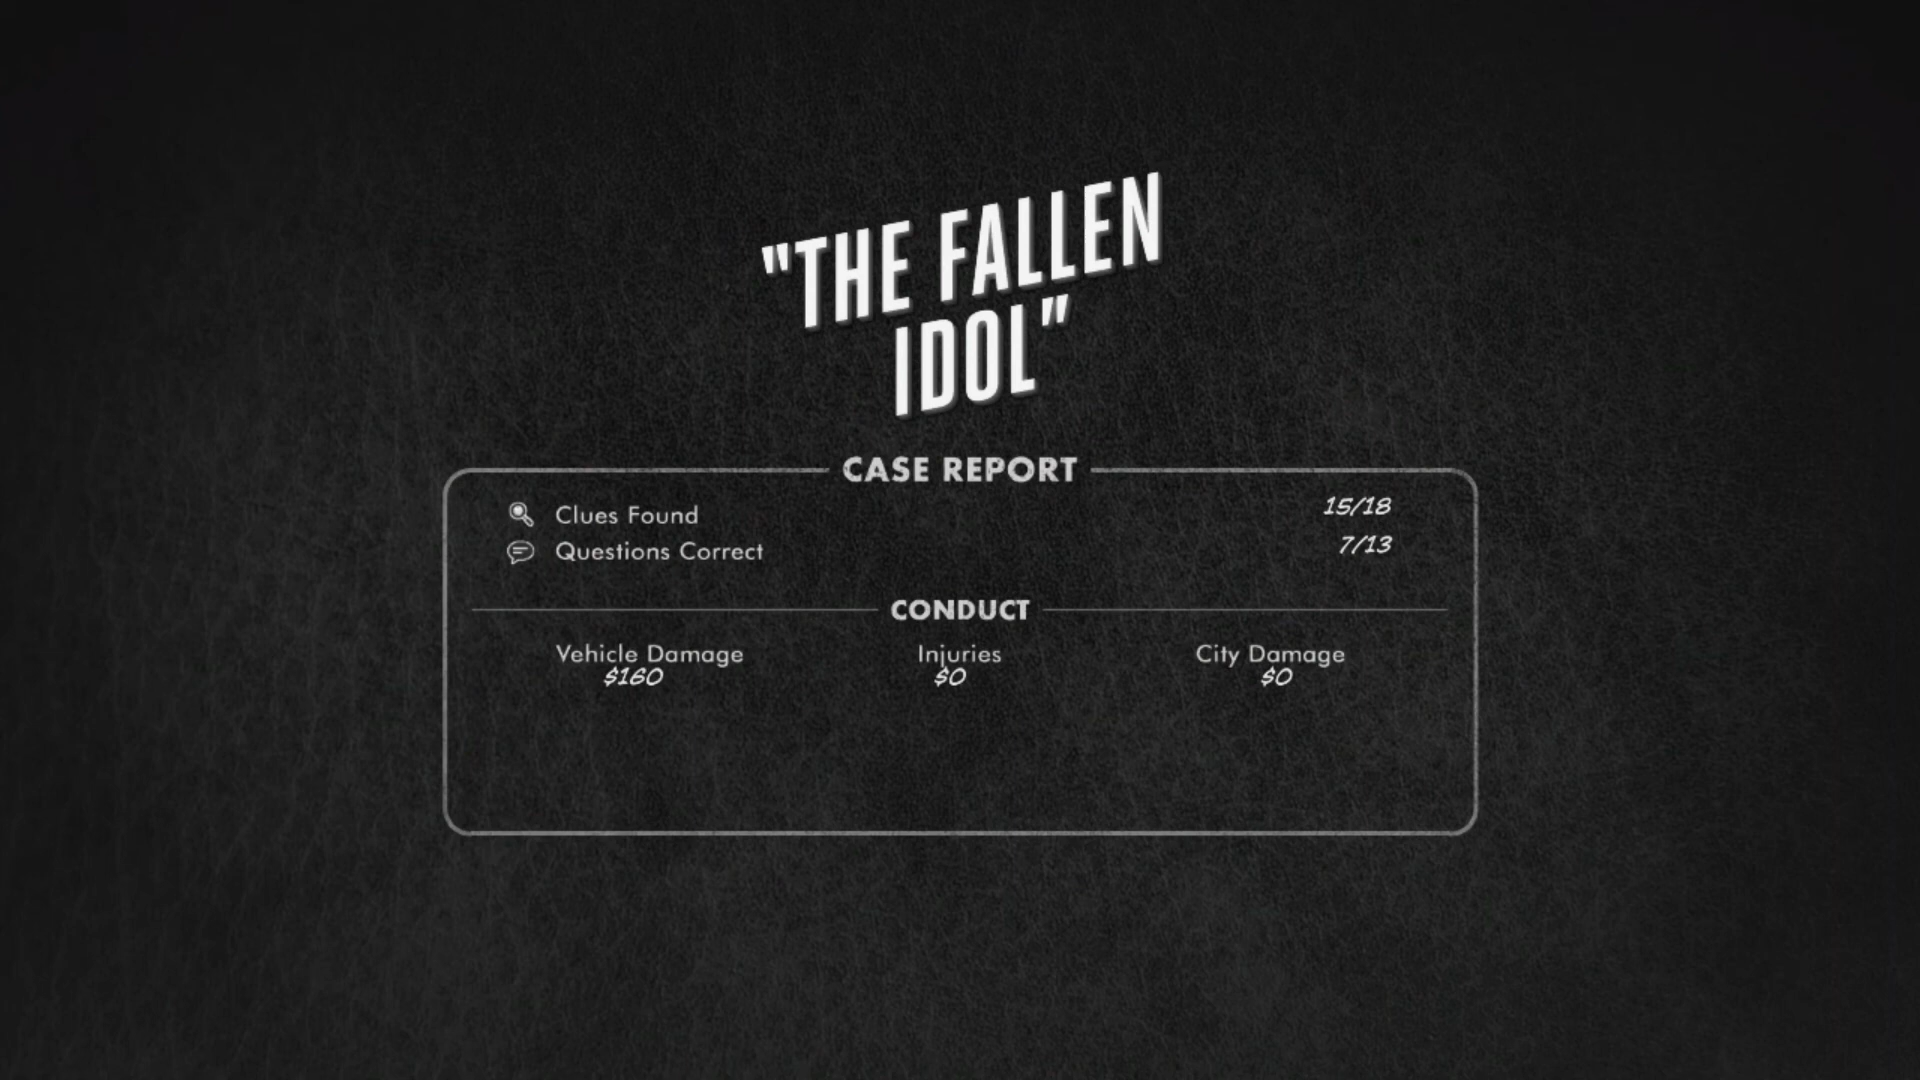 "THE FALLEN
IDOL"
CASE REPORT
Clues Found 15/18
Questions Correct 7/13
CONDUCT
Vehicle Damage Injuries City Damage
$160 $0 $0